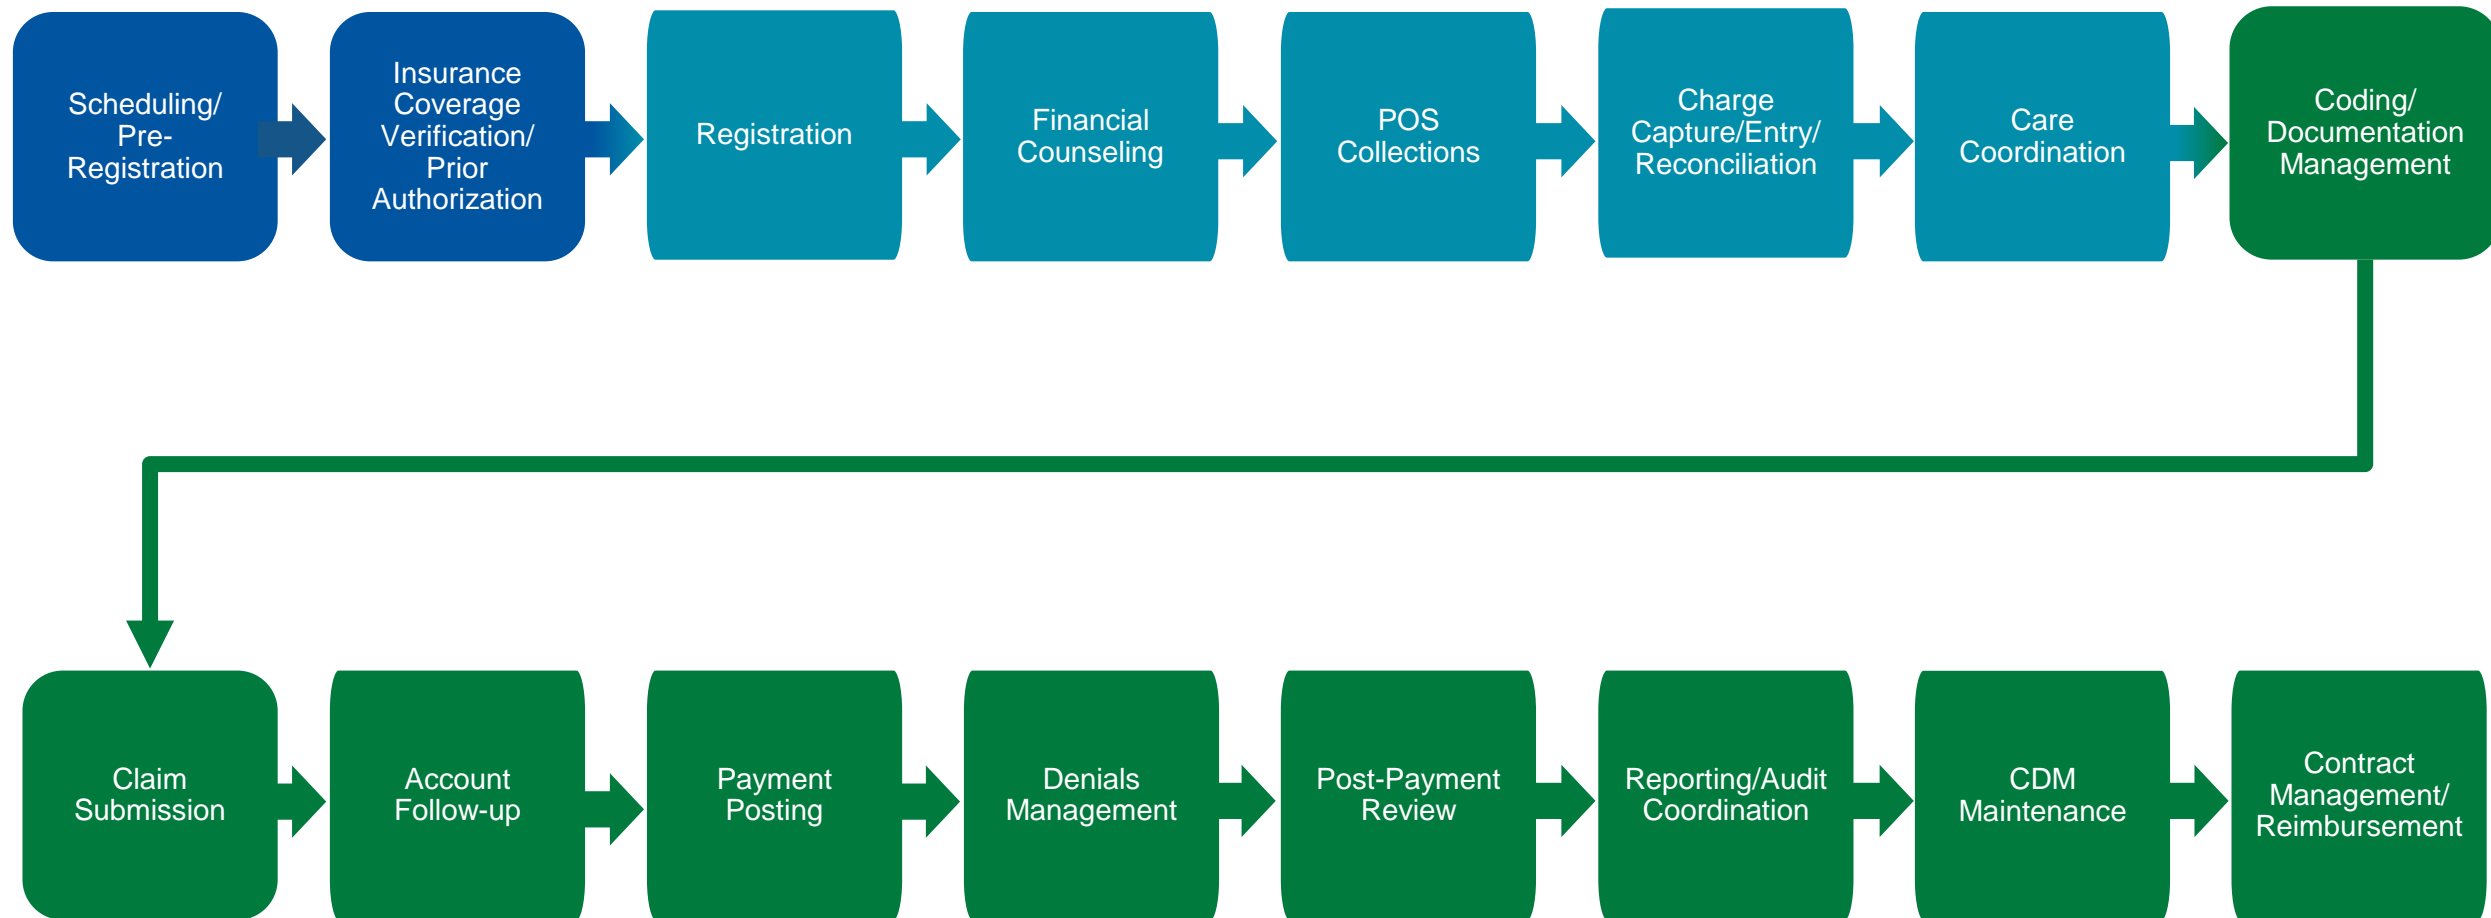 Scheduling/
Pre-
Registration
Insurance
Coverage
Verification/
Prior
Authorization
Registration
Financial
Counseling
POS
Collections
Charge
Capture/Entry/
Reconciliation
Care
Coordination
Coding/
Documentation
Management
Claim
Submission
Account
Follow-up
Payment
Posting
Denials
Management
Post-Payment
Review
Reporting/Audit
Coordination
CDM
Maintenance
Contract
Management/
Reimbursement